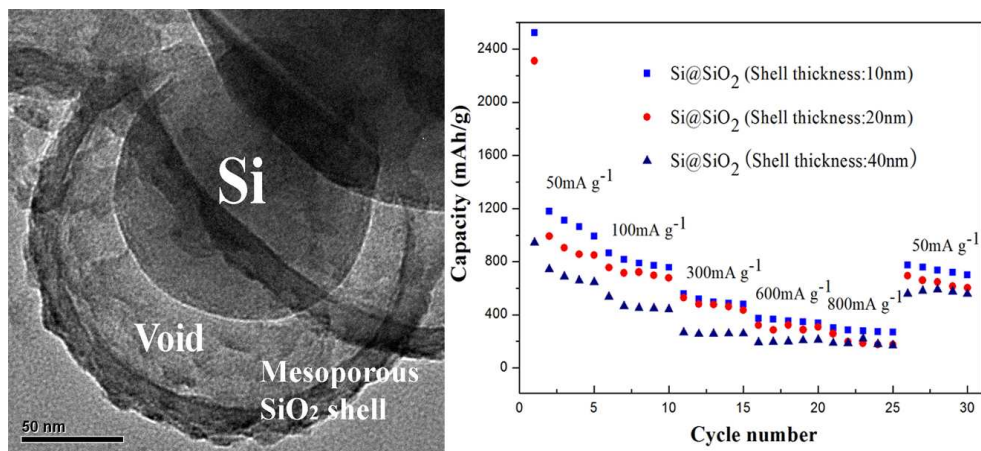 Si
Void
Mesoporous
SiO2 shell
50 nm
Capacity (mAh/g)
2400
2000
1600
1200
800
400
0
Si@SiO2 (Shell thickness:10nm)
Si@SiO2 (Shell thickness:20nm)
Si@SiO2 (Shell thickness:40nm)
50mA g-1
100mA g-1
300mA g-1
600mA g-1
800mA g-1
50mA g-1
0 5 10 15 20 25 30
Cycle number